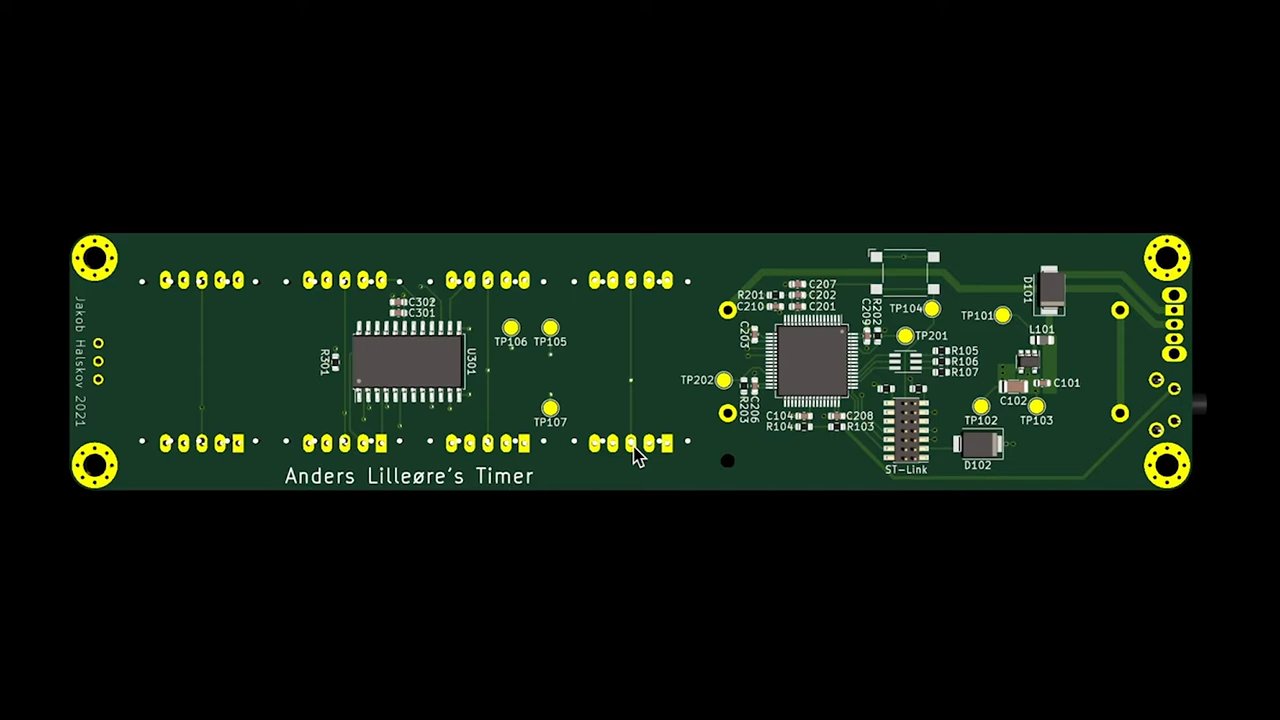 Jakob Halskov 2021
C302
C301
R301
U301
TP106
TP105
TP107
Anders Lilleøre's Timer
C207
R201
C202
C210
C201
C203
C209
R202
TP104
TP201
TP202
R203
C206
R105
R106
R107
C104
C208
R104
R103
ST-Link
TP101
D101
L101
C101
C102
TP102
TP103
D102